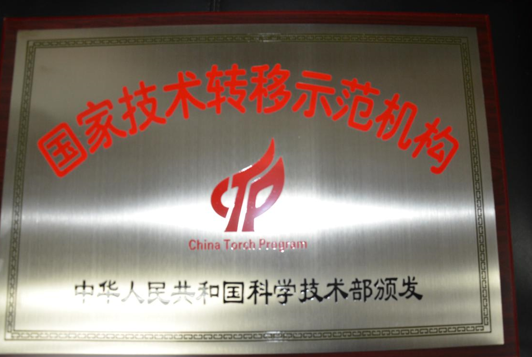 国家技术转移示范机构
CTP
China Torch Program
中华人民共和国科学技术部颁发